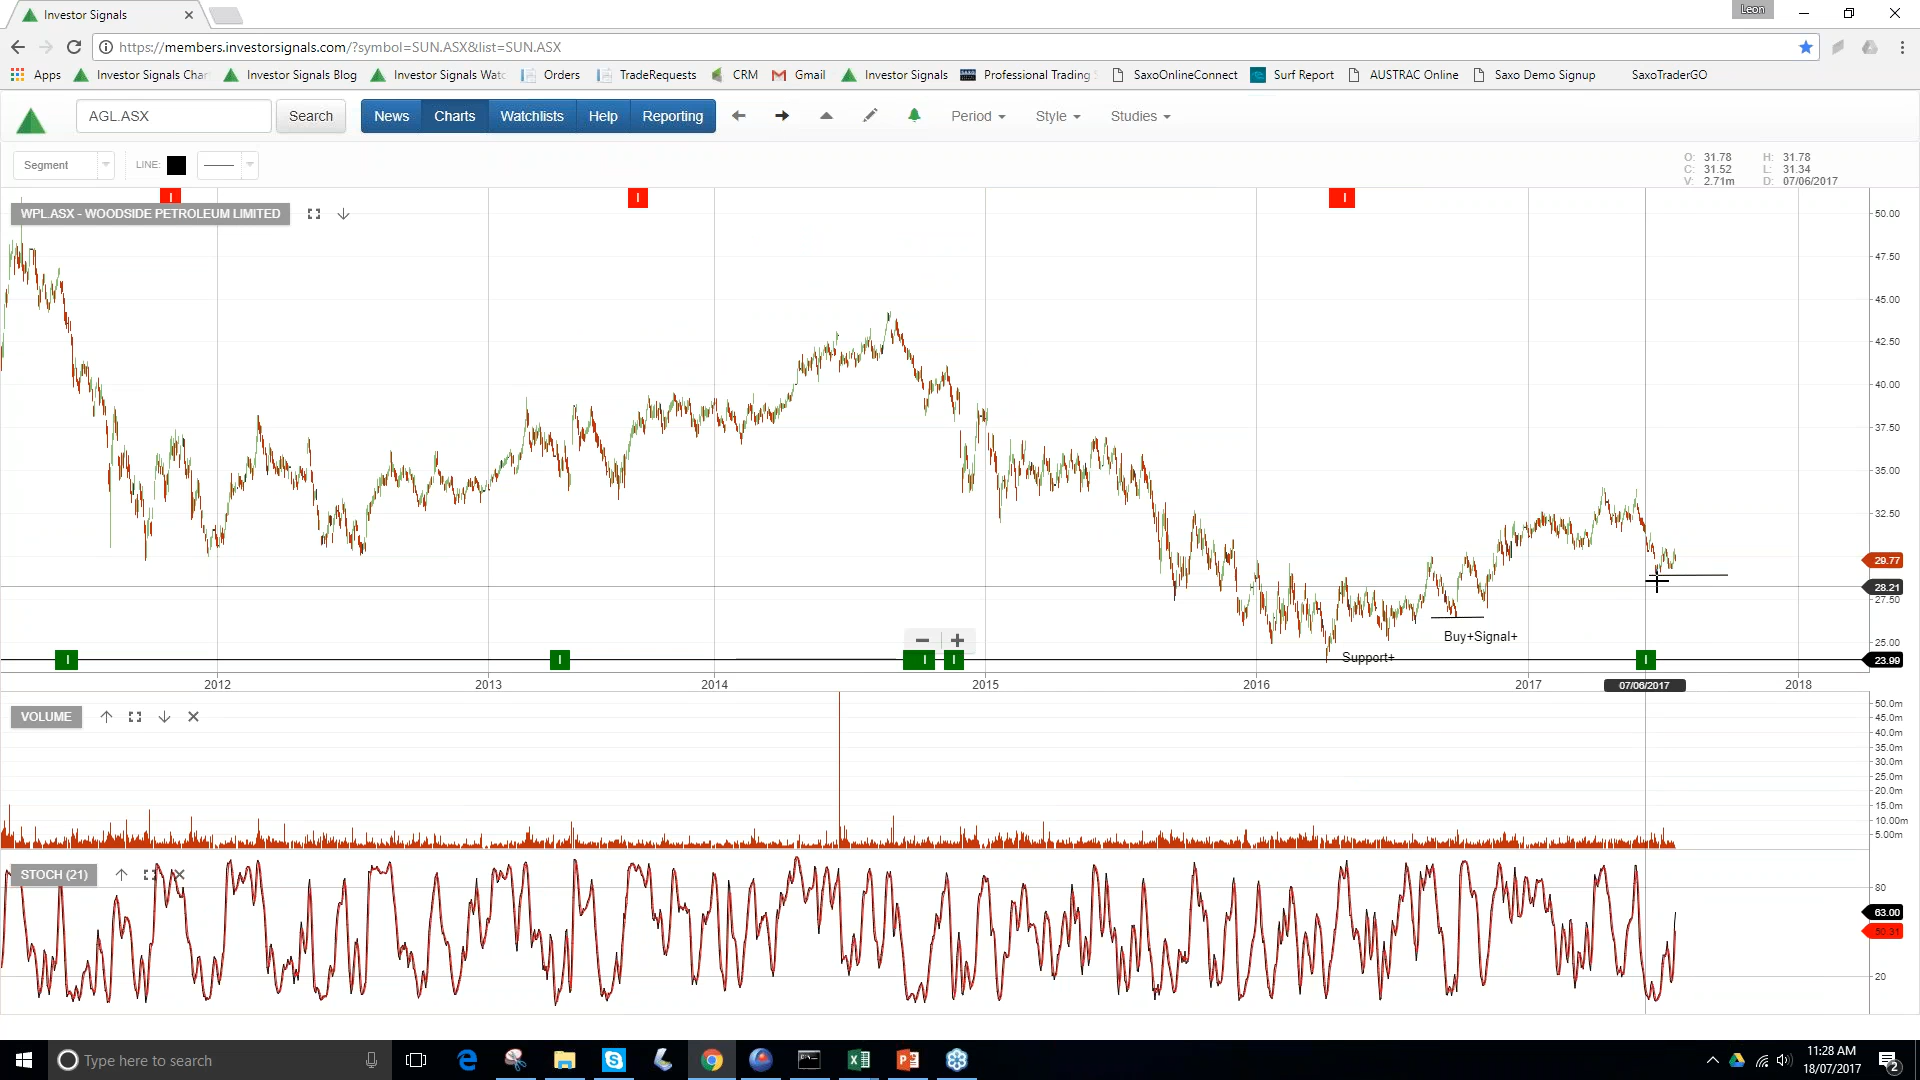 Investor Signals
Leon
https://members.investorsignals.com/?symbol=SUN.ASX&list=SUN.ASX
Apps Investor Signals Char Investor Signals Blog Investor Signals Watc Orders TradeRequests CRM Gmail Investor Signals Professional Trading SaxoOnlineConnect Surf Report AUSTRAC Online Saxo Demo Signup SaxoTraderGO
AGL.ASX Search News Charts Watchlists Help Reporting Period Style Studies
Segment LINE:
O: 31.78 H: 31.78
C: 31.52 L: 31.34
V: 2.71m D: 07/06/2017
I I I
WPL.ASX - WOODSIDE PETROLEUM LIMITED
50.00
47.50
45.00
42.50
40.00
37.50
35.00
32.50
29.77
28.21
27.50
Buy+Signal+
25.00
Support+
I I I I I
23.99
2012 2013 2014 2015 2016 2017 07/06/2017 2018
VOLUME
50.0m
45.0m
40.0m
35.0m
30.0m
25.0m
20.0m
15.0m
10.00m
5.00m
STOCH (21)
80
63.00
50.31
20
Type here to search
11:28 AM
18/07/2017
2